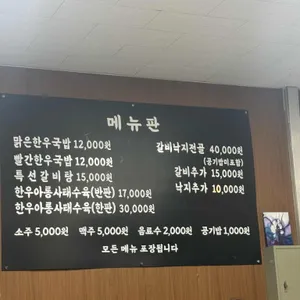 메뉴판
맑은한우국밥 12,000원
빨간한우국밥 12,000원
특선갈비탕 15,000원
한우아롱사태수육(반판) 17,000원
한우아롱사태수육(한판) 30,000원
갈비낙지전골 40,000원
(공기밥미포함)
갈비추가 15,000원
낙지추가 10,000원
소주 5,000원 맥주 5,000원 음료수 2,000원 공기밥 1,000원
모든 메뉴 포장됩니다